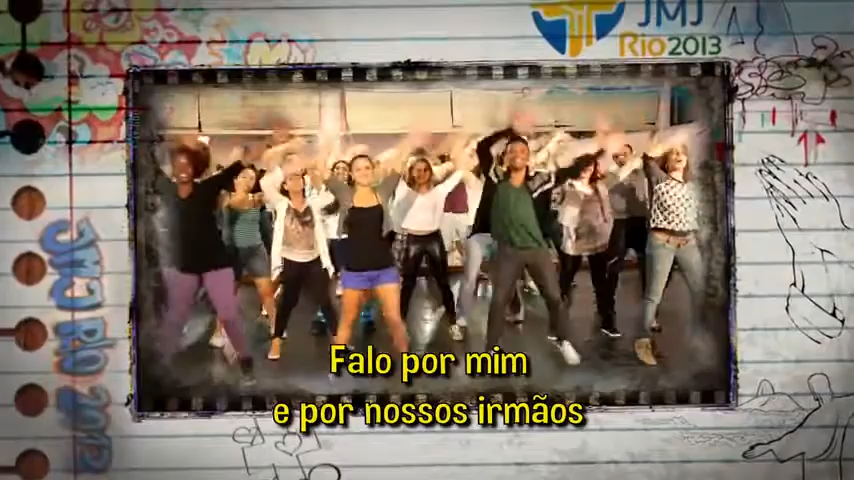 JMJ
Rio2013
JMJ RIO 2013
Falo por mim
e por nossos irmãos